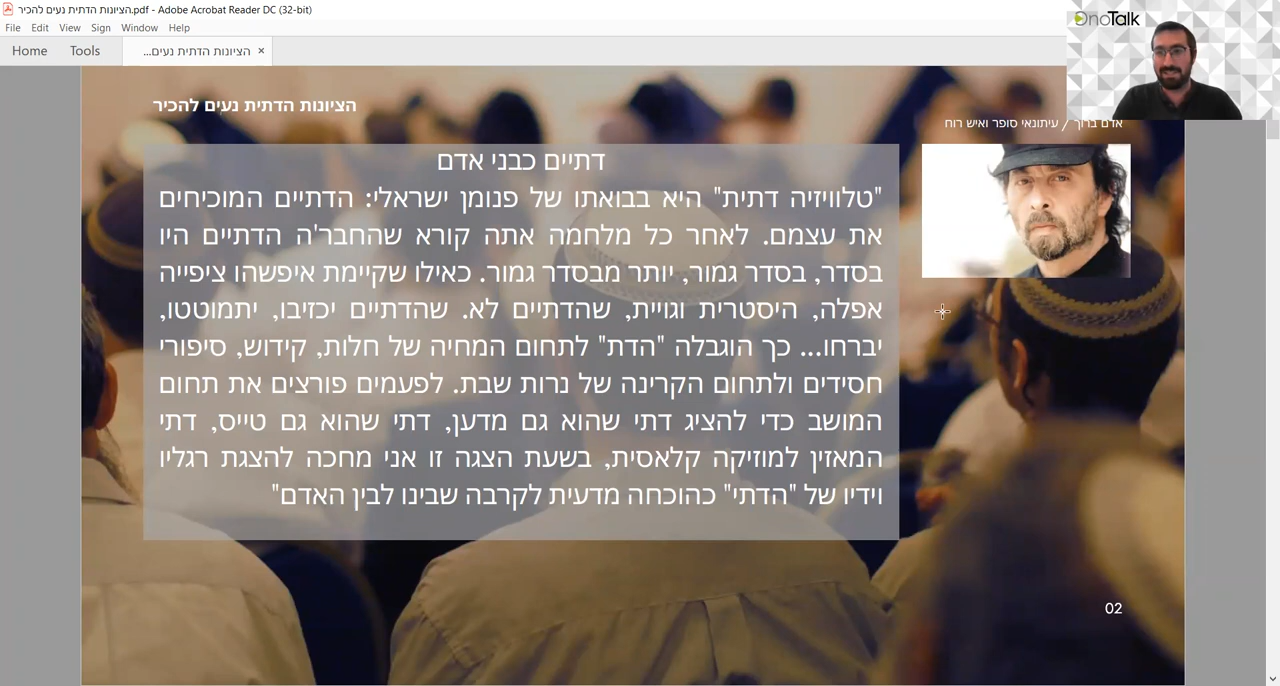 הציונות הדתית נעים להכיר.pdf - Adobe Acrobat Reader DC (32-bit)
File Edit View Sign Window Help
Home Tools הציונות הדתית נעים... ×
OnoTalk
הציונות הדתית נעים להכיר
אדם ברוך / עיתונאי סופר ואיש רוח
דתיים כבני אדם
"טלוויזיה דתית" היא בבואתו של פנומן ישראלי: הדתיים המוכיחים
את עצמם. לאחר כל מלחמה אתה קורא שהחבר'ה הדתיים היו
בסדר, בסדר גמור, יותר מבסדר גמור. כאילו שקיימת איפשהו ציפייה
אפלה, היסטרית וגויית, שהדתיים לא. שהדתיים יכזיבו, יתמוטטו,
יברחו... כך הוגבלה "הדת" לתחום המחיה של חלות, קידוש, סיפורי
חסידים ולתחום הקרינה של נרות שבת. לפעמים פורצים את תחום
המושב כדי להציג דתי שהוא גם מדען, דתי שהוא גם טייס, דתי
המאזין למוזיקה קלאסית, בשעת הצגה זו אני מחכה להצגת רגליו
וידיו של "הדתי" כהוכחה מדעית לקרבה שבינו לבין האדם"
02